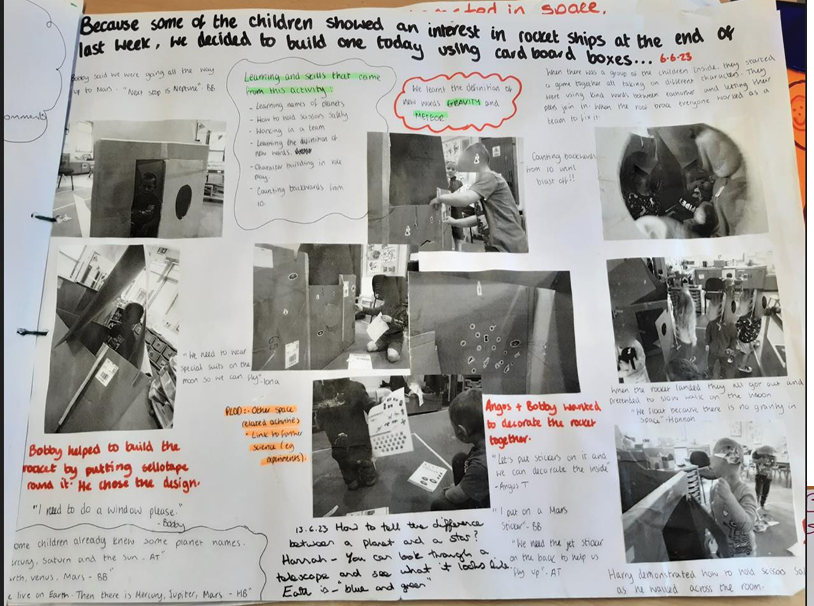 in space.
Because some of the children showed an interest in rocket ships at the end of
last week, we decided to build one today using cardboard boxes... 6-6-23
Bobby said we were going all the way
up to Mars - "Next stop is Neptune" BB
Learning and skills that came
from this activity:
- Learning names of planets
- How to hold scissors safely
- Working in a team
- Learning the definition of
new words.
- Character building in role
play.
- Counting backwards from
10.
We learnt the definition of
new words GRAVITY and
METEOR.
When there was a group of the children inside, they started
a game together all taking on different characters. They
were using kind words between eachother and letting their
peers join in. When the rocket broke everyone worked as a
team to fix it.
Counting backwards
from 10 until
blast off!!
"We need to wear
special suits on the
moon so we can fly" - Iona
Bobby helped to build the
rocket by putting sellotape
round it. He chose the design.
"I need to do a window please."
- Bobby
PLOD:- Other space
related activities
- Link to further
science (eg
experiments)
Angus + Bobby wanted
to decorate the rocket
together.
"Let's put stickers on it and
we can decorate the inside"
- Angus T
"I put on a Mars
Sticker" - BB
"We need the jet sticker
on the back to help us
fly up" - AT
When the rocket landed they all got out and
pretended to slow walk on the moon
"We float because there is no gravity in
Space" - Hannah
Harry demonstrated how to hold scissors
as he walked across the room.
ome children already knew some planet names.
rcury, Saturn and the Sun - AT
arth, Venus, Mars - BB
e live on Earth - Then there is Mercury, Jupiter, Mars - HB"
13.6.23 How to tell the difference
between a planet and a star?
Hannah - You can look through a
telescope and see what it looks like.
Earth is blue and green"